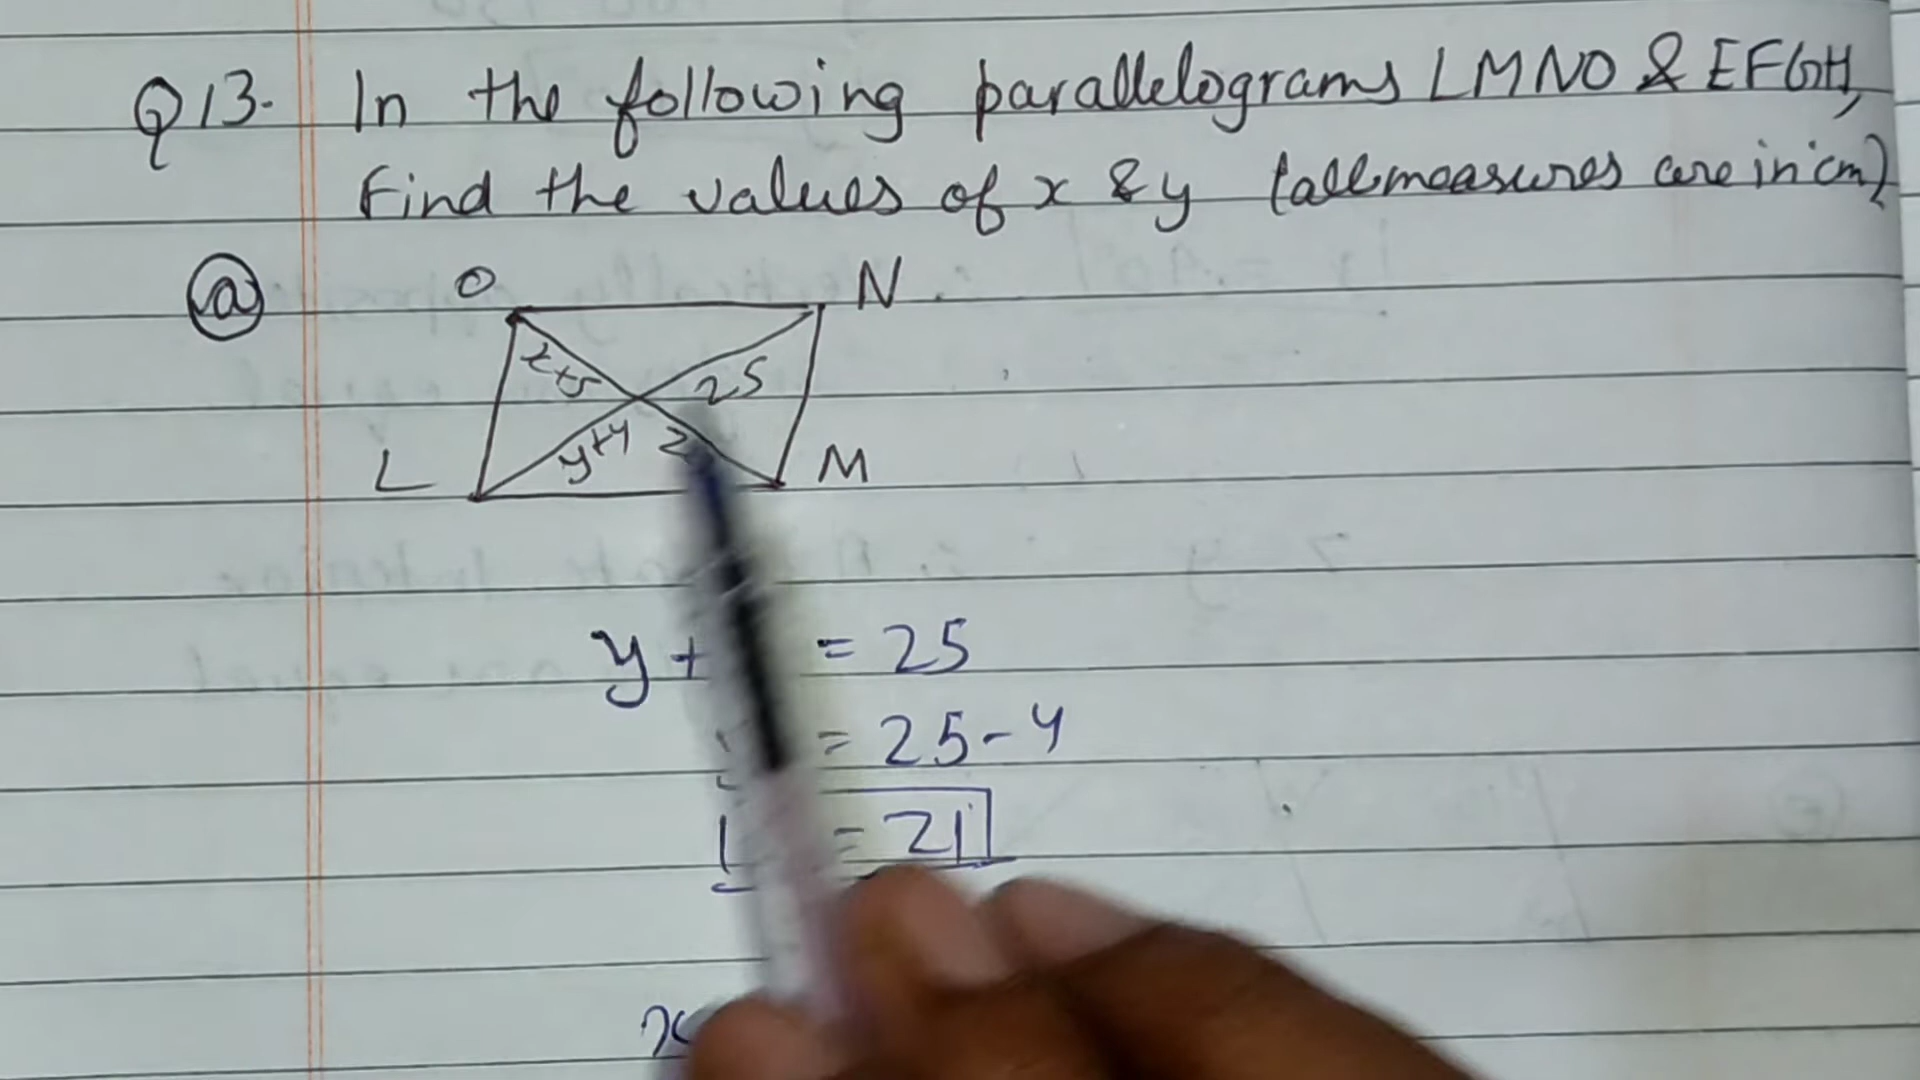 Q13. In the following parallelograms LMNO & EFGH,
Find the values of x & y (all measures are in cm)
(a)
O N
x+5 25
y+4 2
L M
y+ = 25
= 25-4
= 21
x